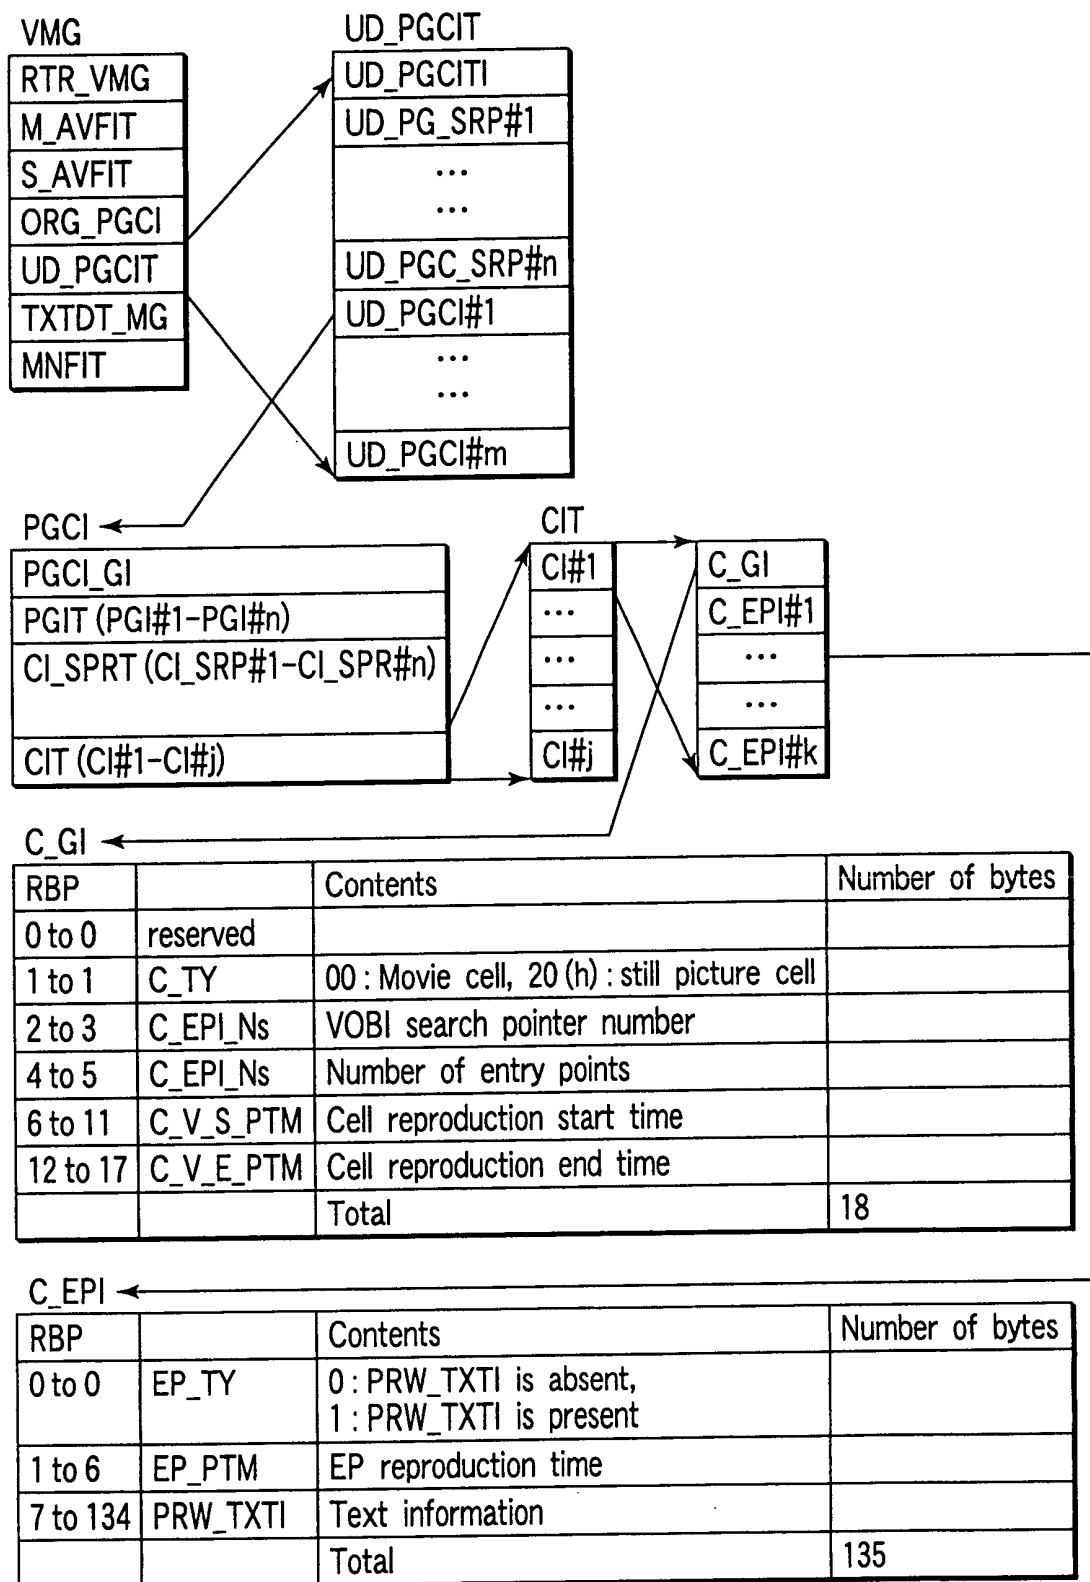 VMG
RTR_VMG
M_AVFIT
S_AVFIT
ORG_PGCI
UD_PGCIT
TXTDT_MG
MNFIT
UD_PGCIT
UD_PGCITI
UD_PG_SRP#1
...
...
UD_PGC_SRP#n
UD_PGCI#1
...
...
UD_PGCI#m
PGCI
PGCI_GI
PGIT (PGI#1-PGI#n)
CI_SPRT (CI_SRP#1-CI_SPR#n)
CIT (CI#1-CI#j)
CIT
CI#1
...
...
...
CI#j
C_GI
C_EPI#1
...
...
C_EPI#k
C_GI
RBP Contents Number of bytes
0 to 0 reserved
1 to 1 C_TY 00 : Movie cell, 20 (h) : still picture cell
2 to 3 C_EPI_Ns VOBI search pointer number
4 to 5 C_EPI_Ns Number of entry points
6 to 11 C_V_S_PTM Cell reproduction start time
12 to 17 C_V_E_PTM Cell reproduction end time
Total 18
C_EPI
RBP Contents Number of bytes
0 to 0 EP_TY 0 : PRW_TXTI is absent,
1 : PRW_TXTI is present
1 to 6 EP_PTM EP reproduction time
7 to 134 PRW_TXTI Text information
Total 135